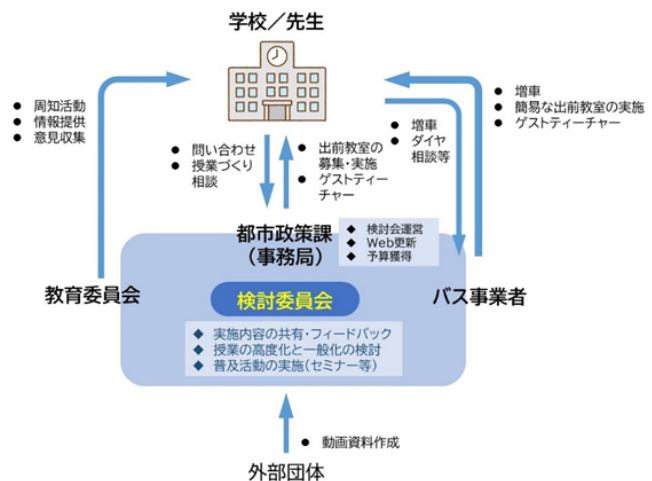 学校／先生
● 周知活動
● 情報提供
● 意見収集
● 問い合わせ
● 授業づくり
相談
● 出前教室の
募集・実施
● ゲストティー
チャー
● 増車
● ダイヤ
相談等
● 増車
● 簡易な出前教室の実施
● ゲストティーチャー
都市政策課
（事務局）
◆ 検討会運営
◆ Web更新
◆ 予算獲得
教育委員会
検討委員会
バス事業者
◆ 実施内容の共有・フィードバック
◆ 授業の高度化と一般化の検討
◆ 普及活動の実施（セミナー等）
● 動画資料作成
外部団体